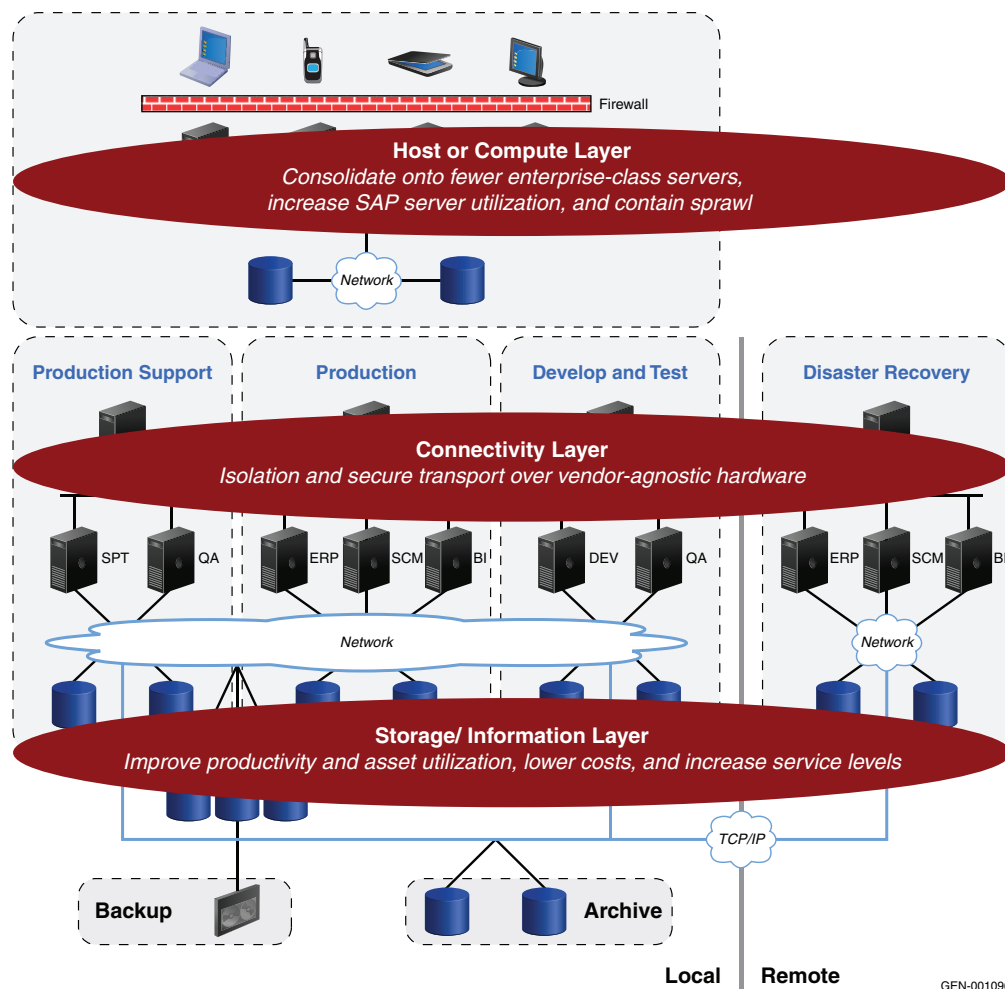 Firewall
Host or Compute Layer
Consolidate onto fewer enterprise-class servers,
increase SAP server utilization, and contain sprawl
Network
Production Support
Production
Develop and Test
Disaster Recovery
Connectivity Layer
Isolation and secure transport over vendor-agnostic hardware
SPT
QA
ERP
SCM
BI
DEV
QA
ERP
SCM
BI
Network
Network
Storage/ Information Layer
Improve productivity and asset utilization, lower costs, and increase service levels
TCP/IP
Backup
Archive
Local
Remote